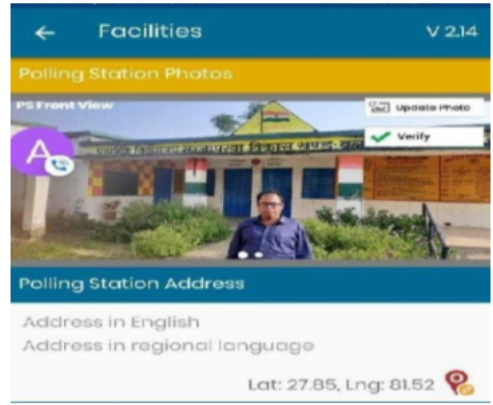 Facilities
V 2.14
Polling Station Photos
PS Front View
Update Photo
Verify
A
Polling Station Address
Address in English
Address in regional language
Lat: 27.85, Lng: 81.52